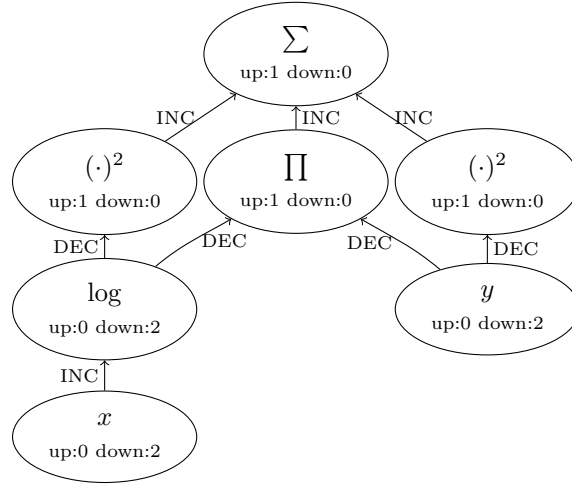 ∑
up:1 down:0
INC INC INC
(·)²
up:1 down:0
∏
up:1 down:0
(·)²
up:1 down:0
DEC DEC DEC DEC
log
up:0 down:2
y
up:0 down:2
INC
x
up:0 down:2